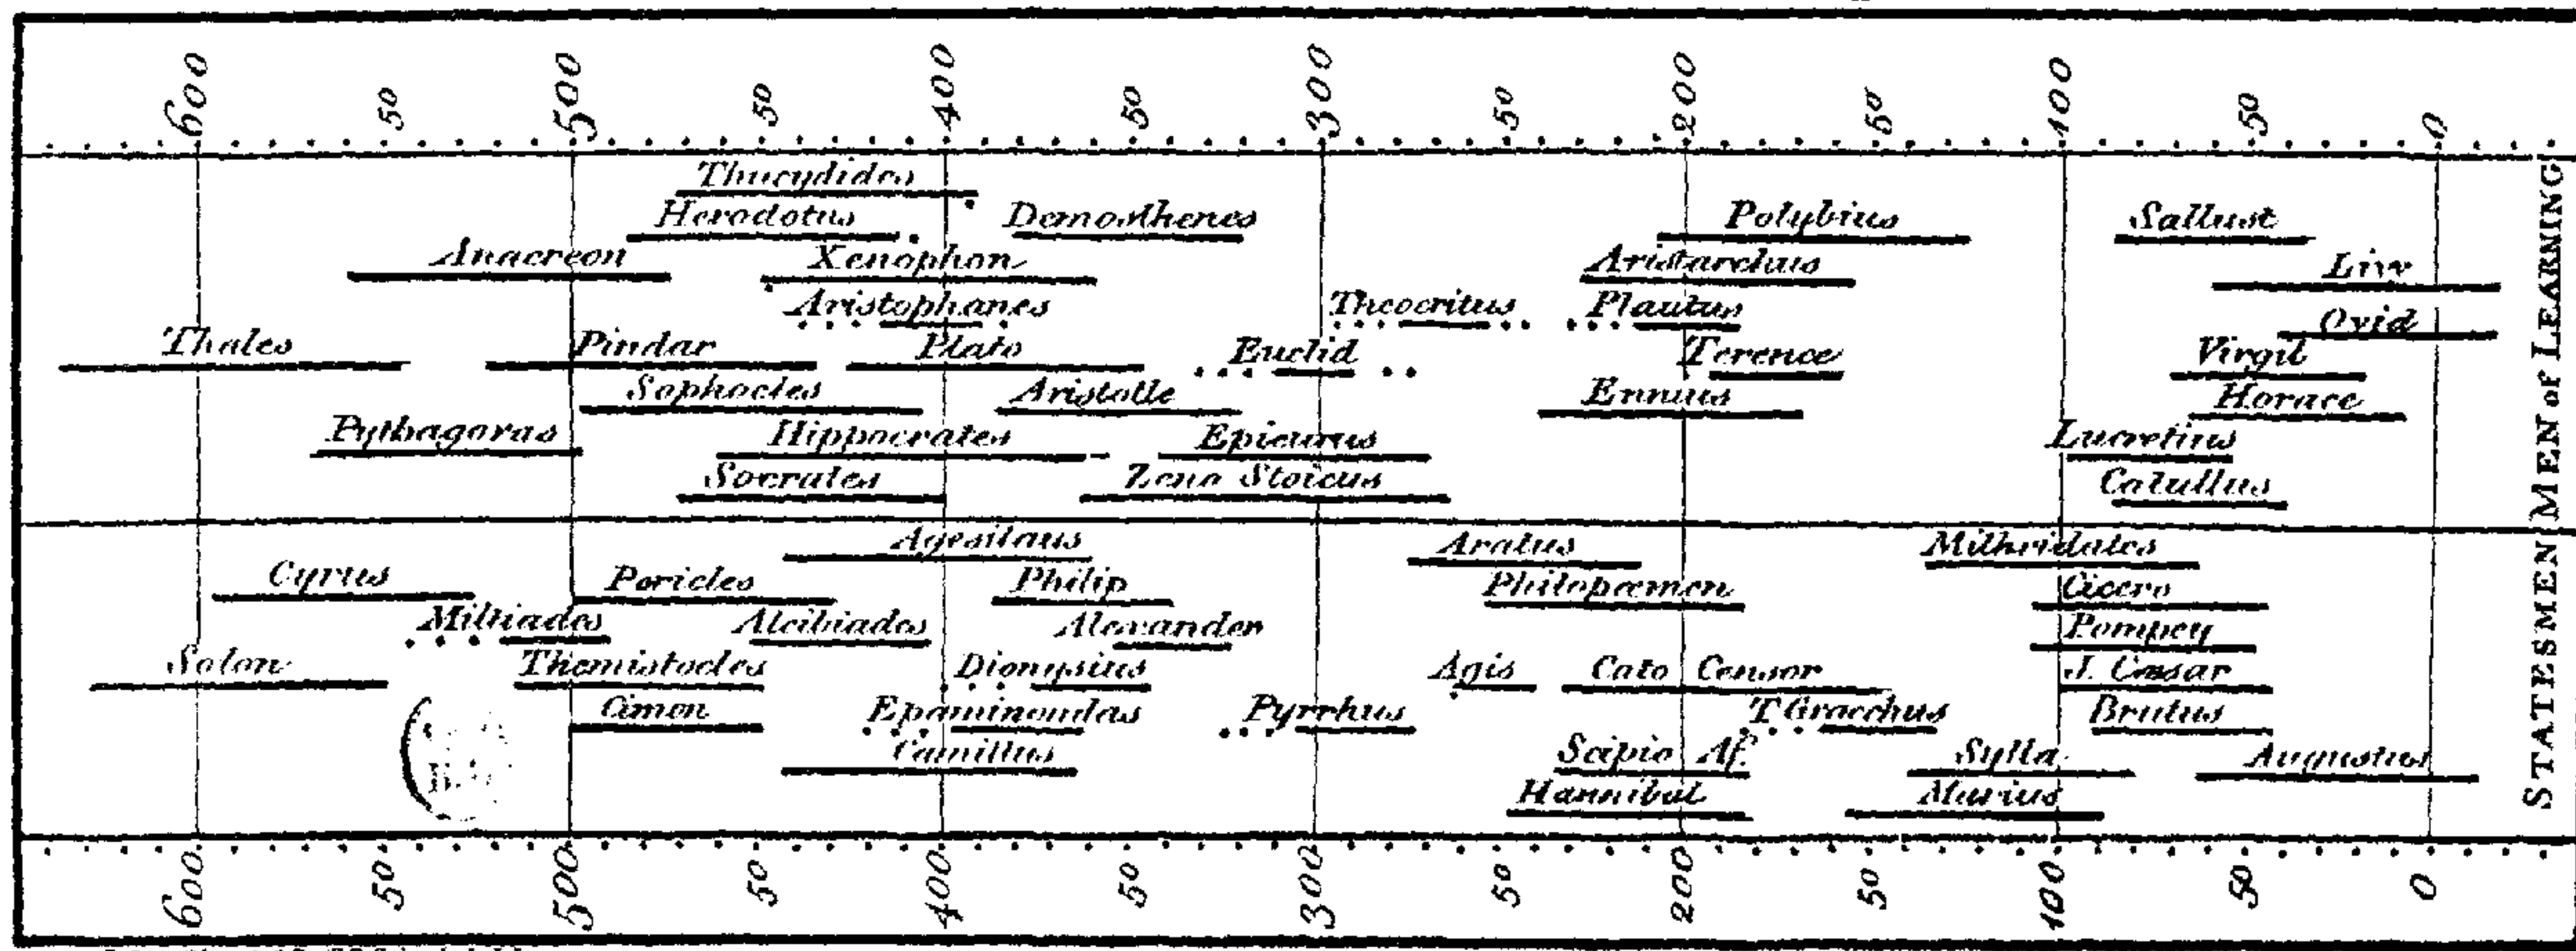 600 50 500 50 400 50 300 50 200 50 100 50 0
Thucydides
Herodotus Demosthenes Polybius Sallust
Anacreon Xenophon Aristarchus Livy
Aristophanes Theocritus Plautus Ovid
Thales Pindar Plato Euclid Terence Virgil
Sophocles Aristotle Ennius Horace
Pythagoras Hippocrates Epicurus Lucretius
Socrates Zeno Stoicus Catullus
MEN of LEARNING
Agesilaus Aratus Mithridates
Cyrus Pericles Philip Philopœmen Cicero
Miltiades Alcibiades Alexander Pompey
Solon Themistocles Dionysius Agis Cato Censor J. Cæsar
Cimon Epaminondas Pyrrhus T. Gracchus Brutus
Camillus Scipio Af. Sylla Augustus
Hannibal Marius
STATESMEN
600 50 500 50 400 50 300 50 200 50 100 50 0